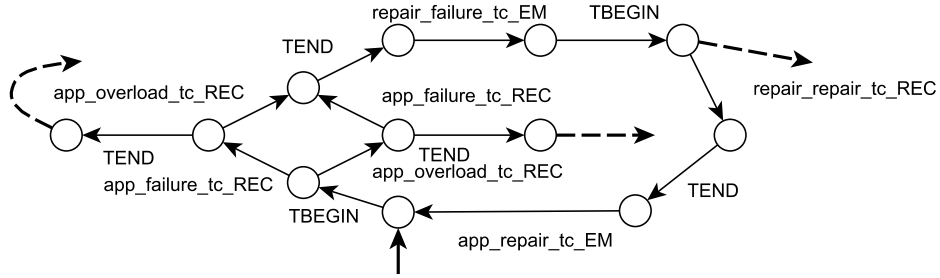 repair_failure_tc_EM
TBEGIN
TEND
app_overload_tc_REC
app_failure_tc_REC
repair_repair_tc_REC
TEND
TEND
app_failure_tc_REC
app_overload_tc_REC
TEND
TBEGIN
app_repair_tc_EM